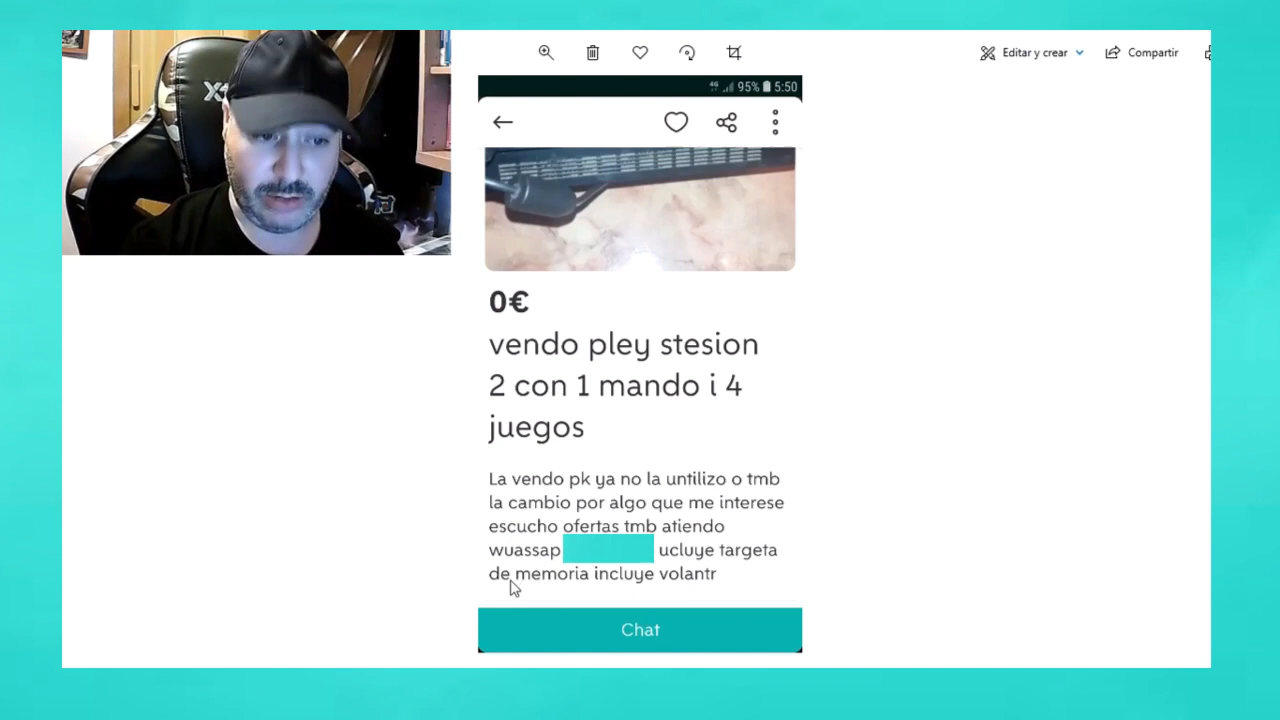 Editar y crear
Compartir
4G 95% 5:50
0€
vendo pley stesion
2 con 1 mando i 4
juegos
La vendo pk ya no la untilizo o tmb
la cambio por algo que me interese
escucho ofertas tmb atiendo
wuassap ucluye targeta
de memoria incluye volantr
Chat